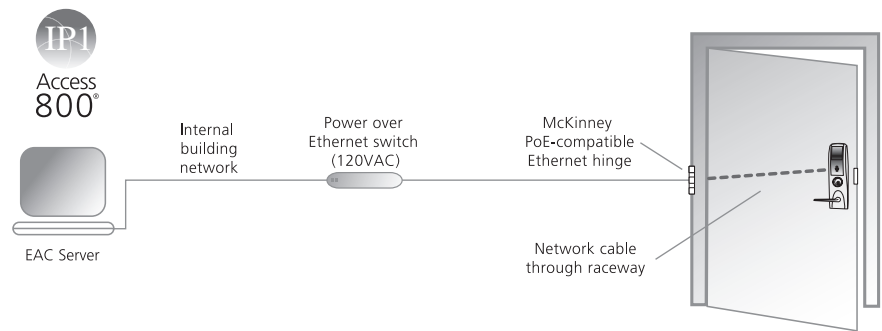 IP1
Access
800®
Internal
building
network
Power over
Ethernet switch
(120VAC)
McKinney
PoE-compatible
Ethernet hinge
EAC Server
Network cable
through raceway